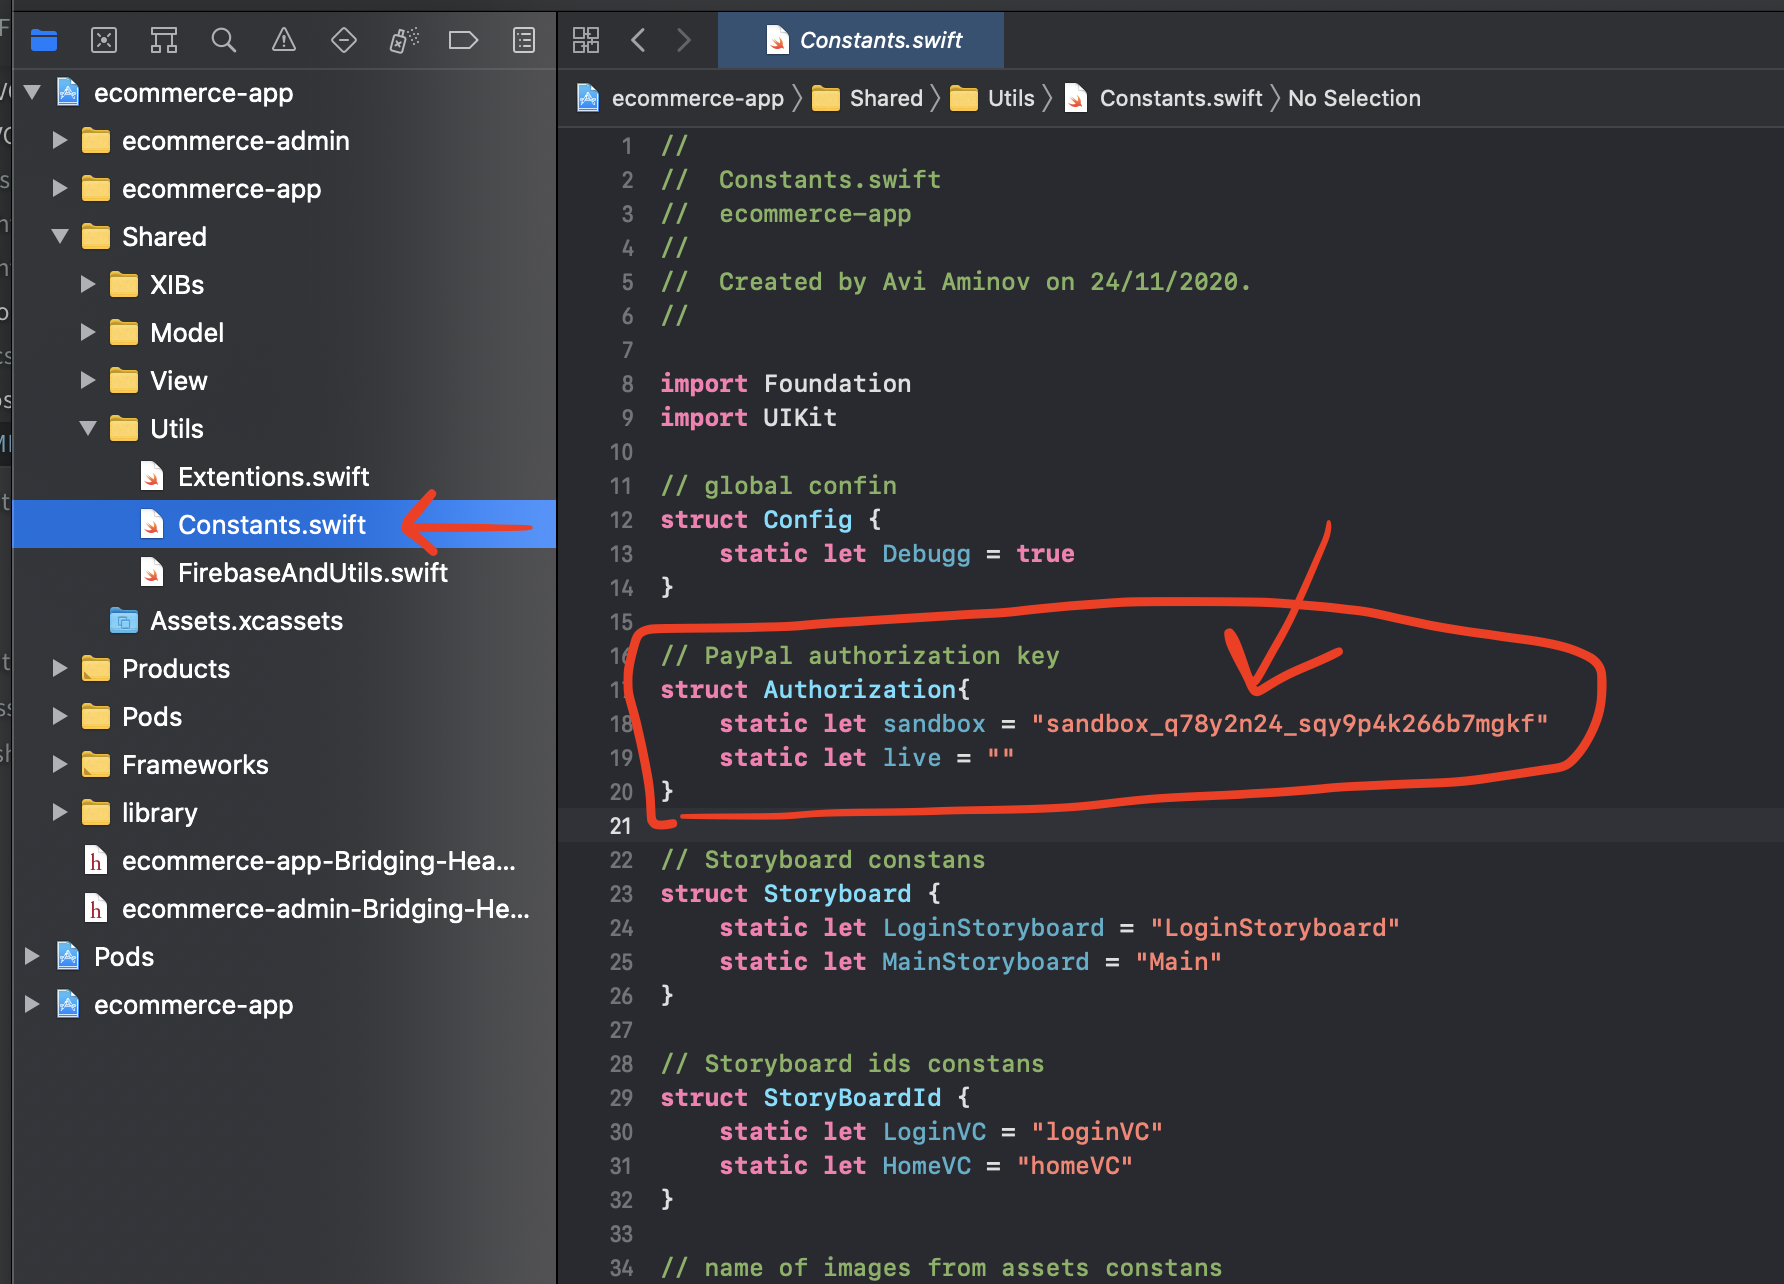 Constants.swift
ecommerce-app
ecommerce-admin
ecommerce-app
Shared
XIBs
Model
View
Utils
Extentions.swift
Constants.swift
FirebaseAndUtils.swift
Assets.xcassets
Products
Pods
Frameworks
library
h ecommerce-app-Bridging-Hea...
h ecommerce-admin-Bridging-He...
Pods
ecommerce-app
ecommerce-app Shared Utils Constants.swift No Selection
1 //
2 //  Constants.swift
3 //  ecommerce-app
4 //
5 //  Created by Avi Aminov on 24/11/2020.
6 //
7
8 import Foundation
9 import UIKit
10
11 // global confin
12 struct Config {
13     static let Debugg = true
14 }
15
16 // PayPal authorization key
17 struct Authorization{
18     static let sandbox = "sandbox_q78y2n24_sqy9p4k266b7mgkf"
19     static let live = ""
20 }
21
22 // Storyboard constans
23 struct Storyboard {
24     static let LoginStoryboard = "LoginStoryboard"
25     static let MainStoryboard = "Main"
26 }
27
28 // Storyboard ids constans
29 struct StoryBoardId {
30     static let LoginVC = "loginVC"
31     static let HomeVC = "homeVC"
32 }
33
34 // name of images from assets constans